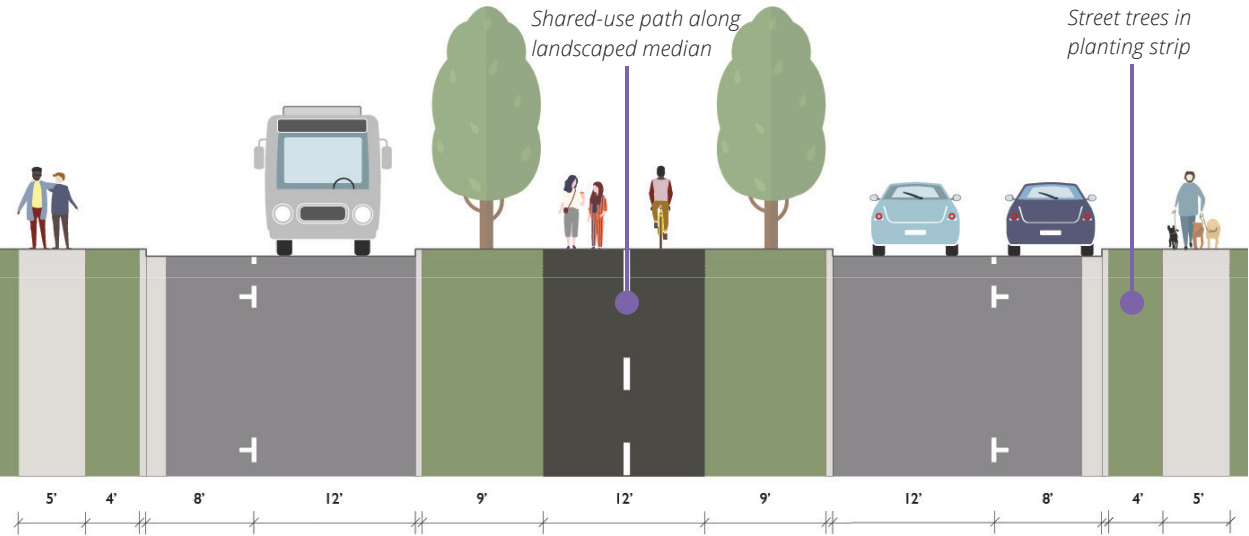 Shared-use path along
landscaped median
Street trees in
planting strip
5’ 4’ 8’ 12’ 9’ 12’ 9’ 12’ 8’ 4’ 5’